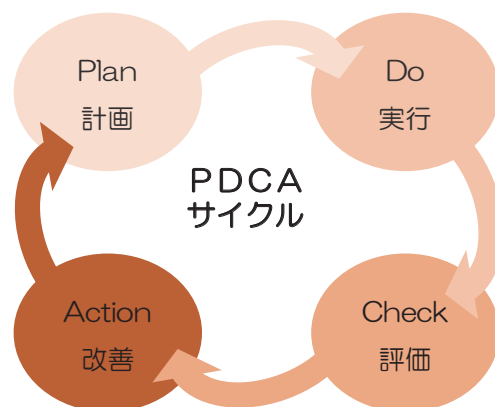 Plan
計画
Do
実行
PDCA
サイクル
Action
改善
Check
評価